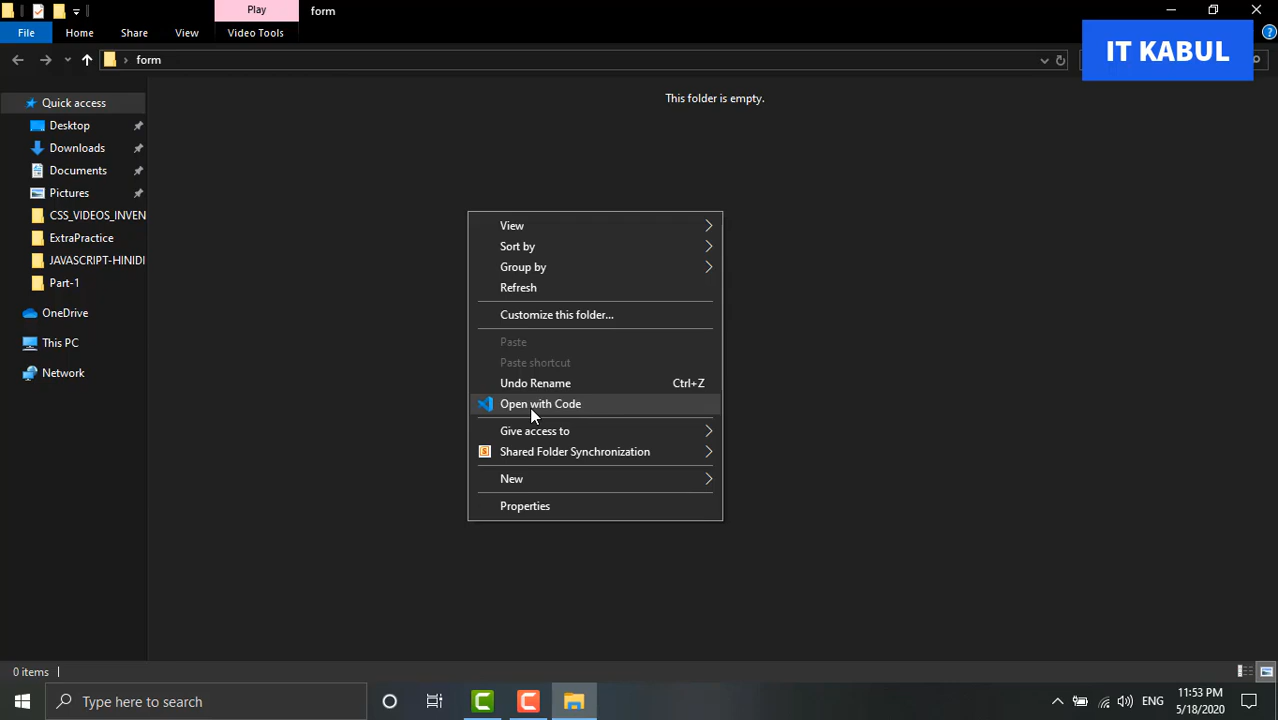 Play
form
File
Home
Share
View
Video Tools
IT KABUL
form
Quick access
Desktop
Downloads
Documents
Pictures
CSS_VIDEOS_INVEN
ExtraPractice
JAVASCRIPT-HINIDI
Part-1
OneDrive
This PC
Network
This folder is empty.
View
Sort by
Group by
Refresh
Customize this folder...
Paste
Paste shortcut
Undo Rename Ctrl+Z
Open with Code
Give access to
Shared Folder Synchronization
New
Properties
0 items
Type here to search
ENG
11:53 PM
5/18/2020